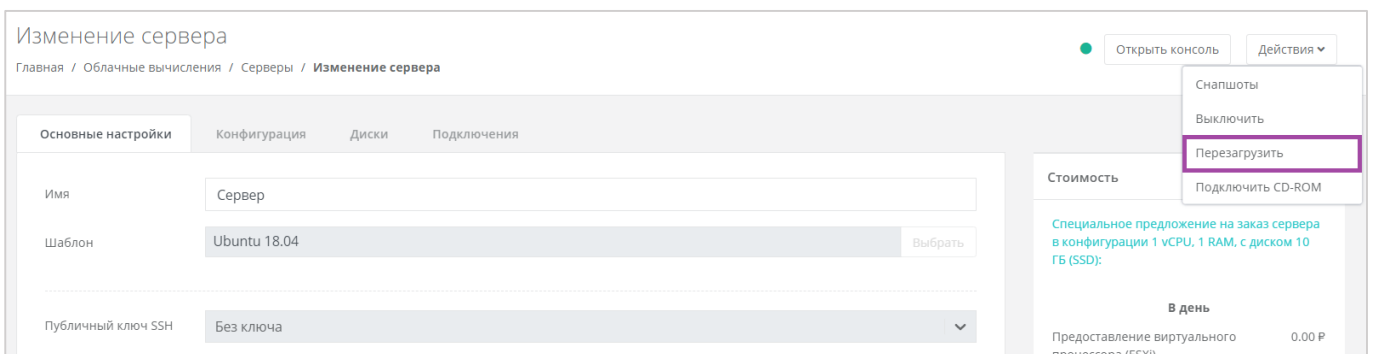 Изменение сервера
Открыть консоль
Действия
Главная / Облачные вычисления / Серверы / Изменение сервера
Снапшоты
Выключить
Перезагрузить
Подключить CD-ROM
Основные настройки
Конфигурация
Диски
Подключения
Имя
Сервер
Шаблон
Ubuntu 18.04
Выбрать
Публичный ключ SSH
Без ключа
Стоимость
Специальное предложение на заказ сервера
в конфигурации 1 vCPU, 1 RAM, с диском 10
ГБ (SSD):
В день
Предоставление виртуального
0.00 ₽
процессора (ESXi)